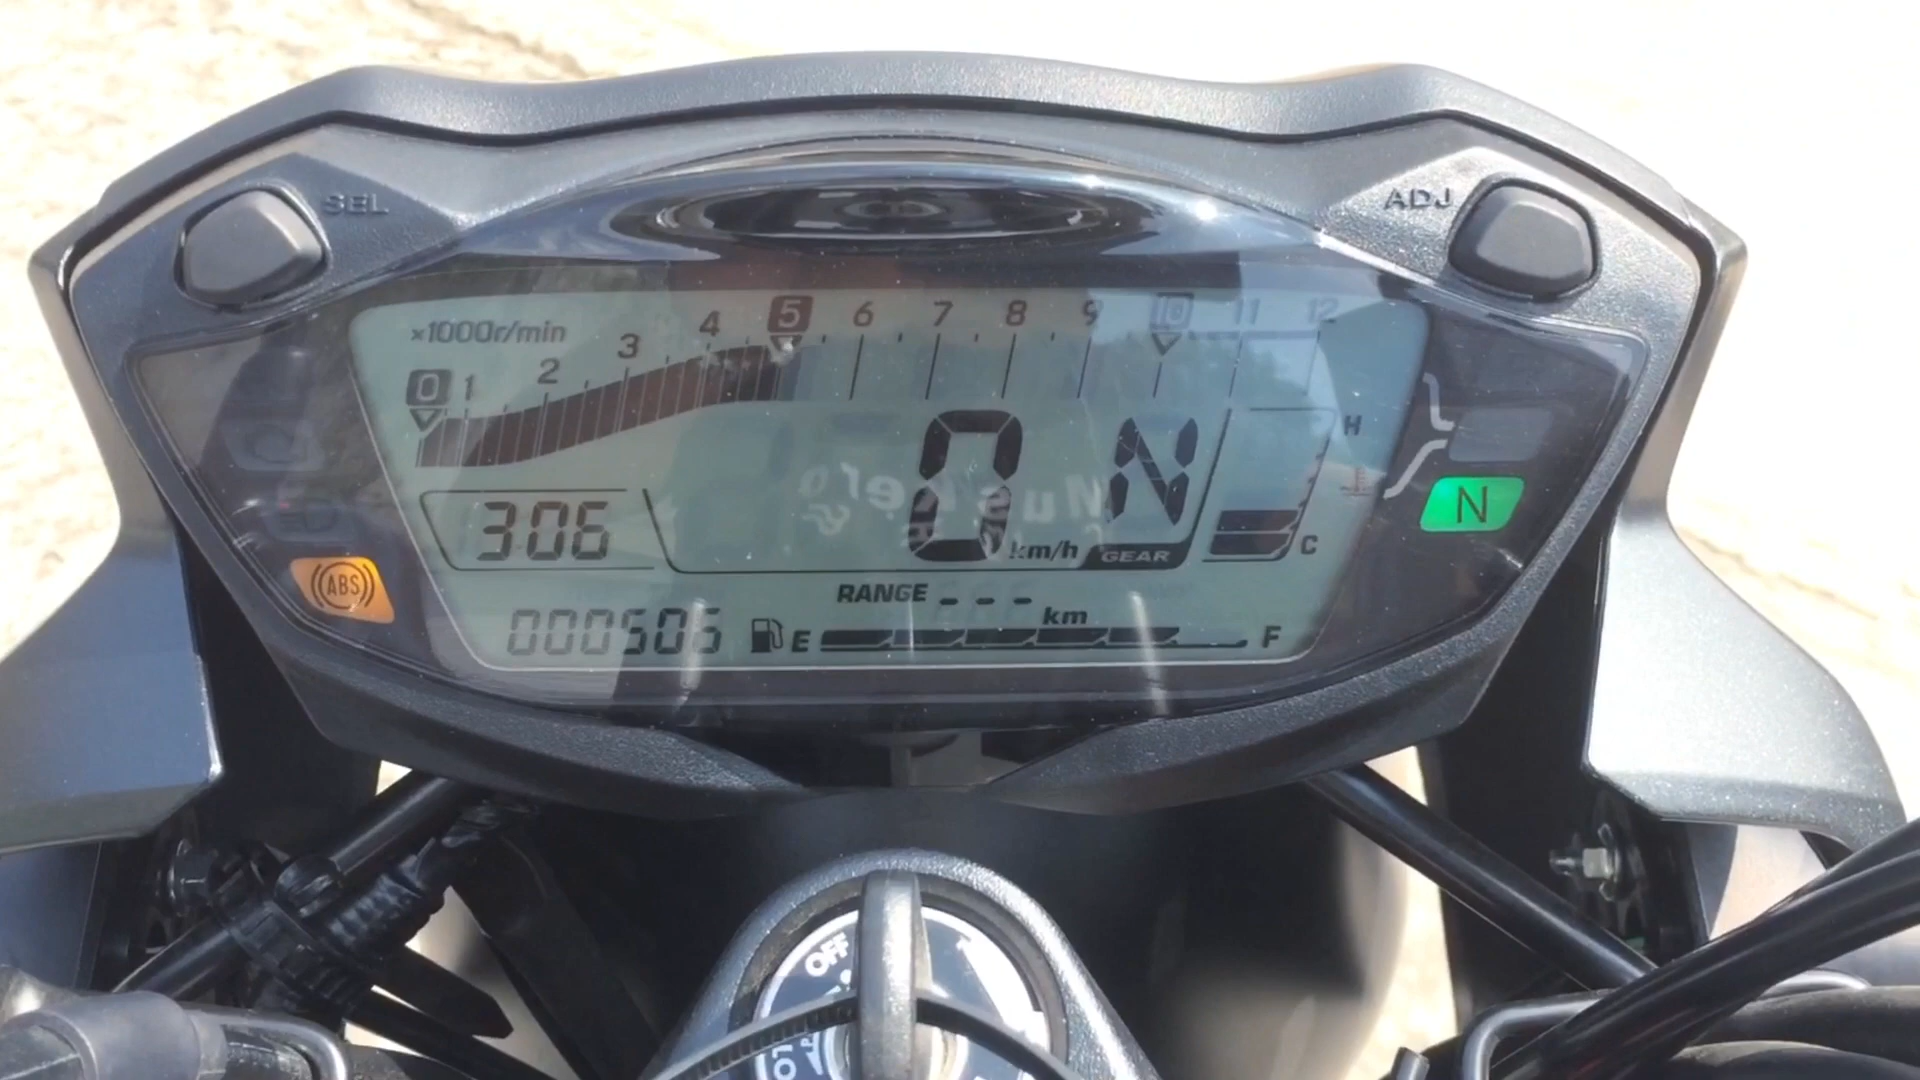 SEL
ADJ
×1000r/min
0 1 2 3 4 5 6 7 8 9 10 11 12
0 km/h
N
GEAR
H
C
306
N
ABS
RANGE --- km
000505
E F
OFF